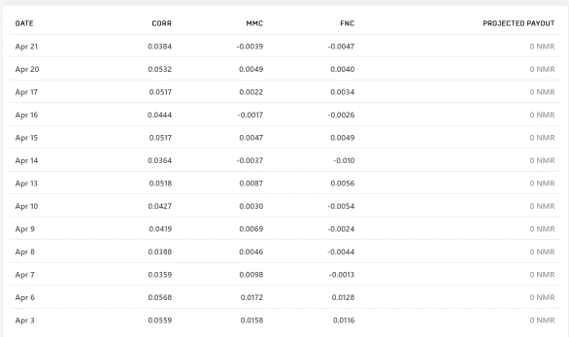 DATE CORR MMC FNC PROJECTED PAYOUT
Apr 21 0.0384 -0.0039 -0.0047 0 NMR
Apr 20 0.0532 0.0049 0.0040 0 NMR
Apr 17 0.0517 0.0022 0.0034 0 NMR
Apr 16 0.0444 -0.0017 -0.0026 0 NMR
Apr 15 0.0517 0.0047 0.0049 0 NMR
Apr 14 0.0364 -0.0037 -0.010 0 NMR
Apr 13 0.0518 0.0087 0.0056 0 NMR
Apr 10 0.0427 0.0030 -0.0054 0 NMR
Apr 9 0.0419 0.0069 -0.0024 0 NMR
Apr 8 0.0388 0.0046 -0.0044 0 NMR
Apr 7 0.0359 0.0098 -0.0013 0 NMR
Apr 6 0.0568 0.0172 0.0128 0 NMR
Apr 3 0.0559 0.0158 0.0116 0 NMR